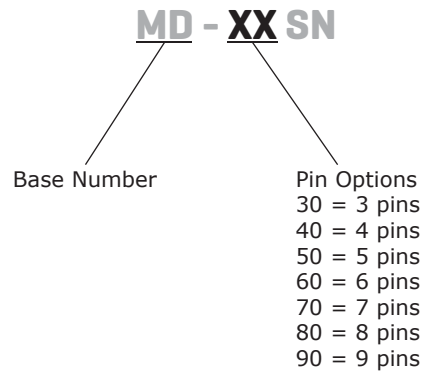 MD - XX SN
Base Number
Pin Options
30 = 3 pins
40 = 4 pins
50 = 5 pins
60 = 6 pins
70 = 7 pins
80 = 8 pins
90 = 9 pins